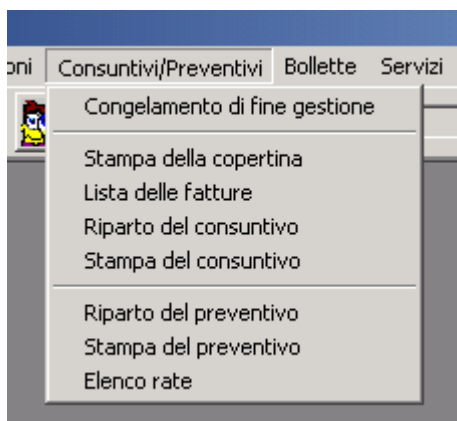 oni Consuntivi/Preventivi Bollette Servizi
Congelamento di fine gestione
Stampa della copertina
Lista delle fatture
Riparto del consuntivo
Stampa del consuntivo
Riparto del preventivo
Stampa del preventivo
Elenco rate